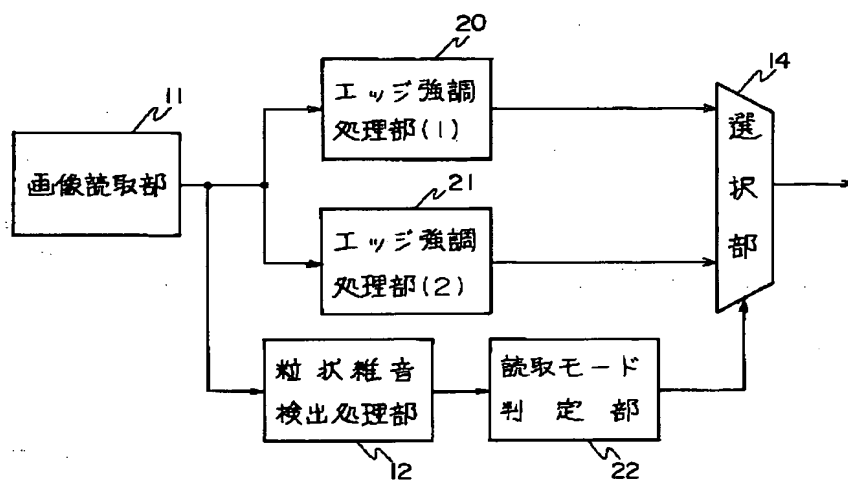 20
エッジ強調
処理部(1)
14
選
択
部
11
画像読取部
21
エッジ強調
処理部(2)
粒状雑音
検出処理部
12
読取モード
判定部
22